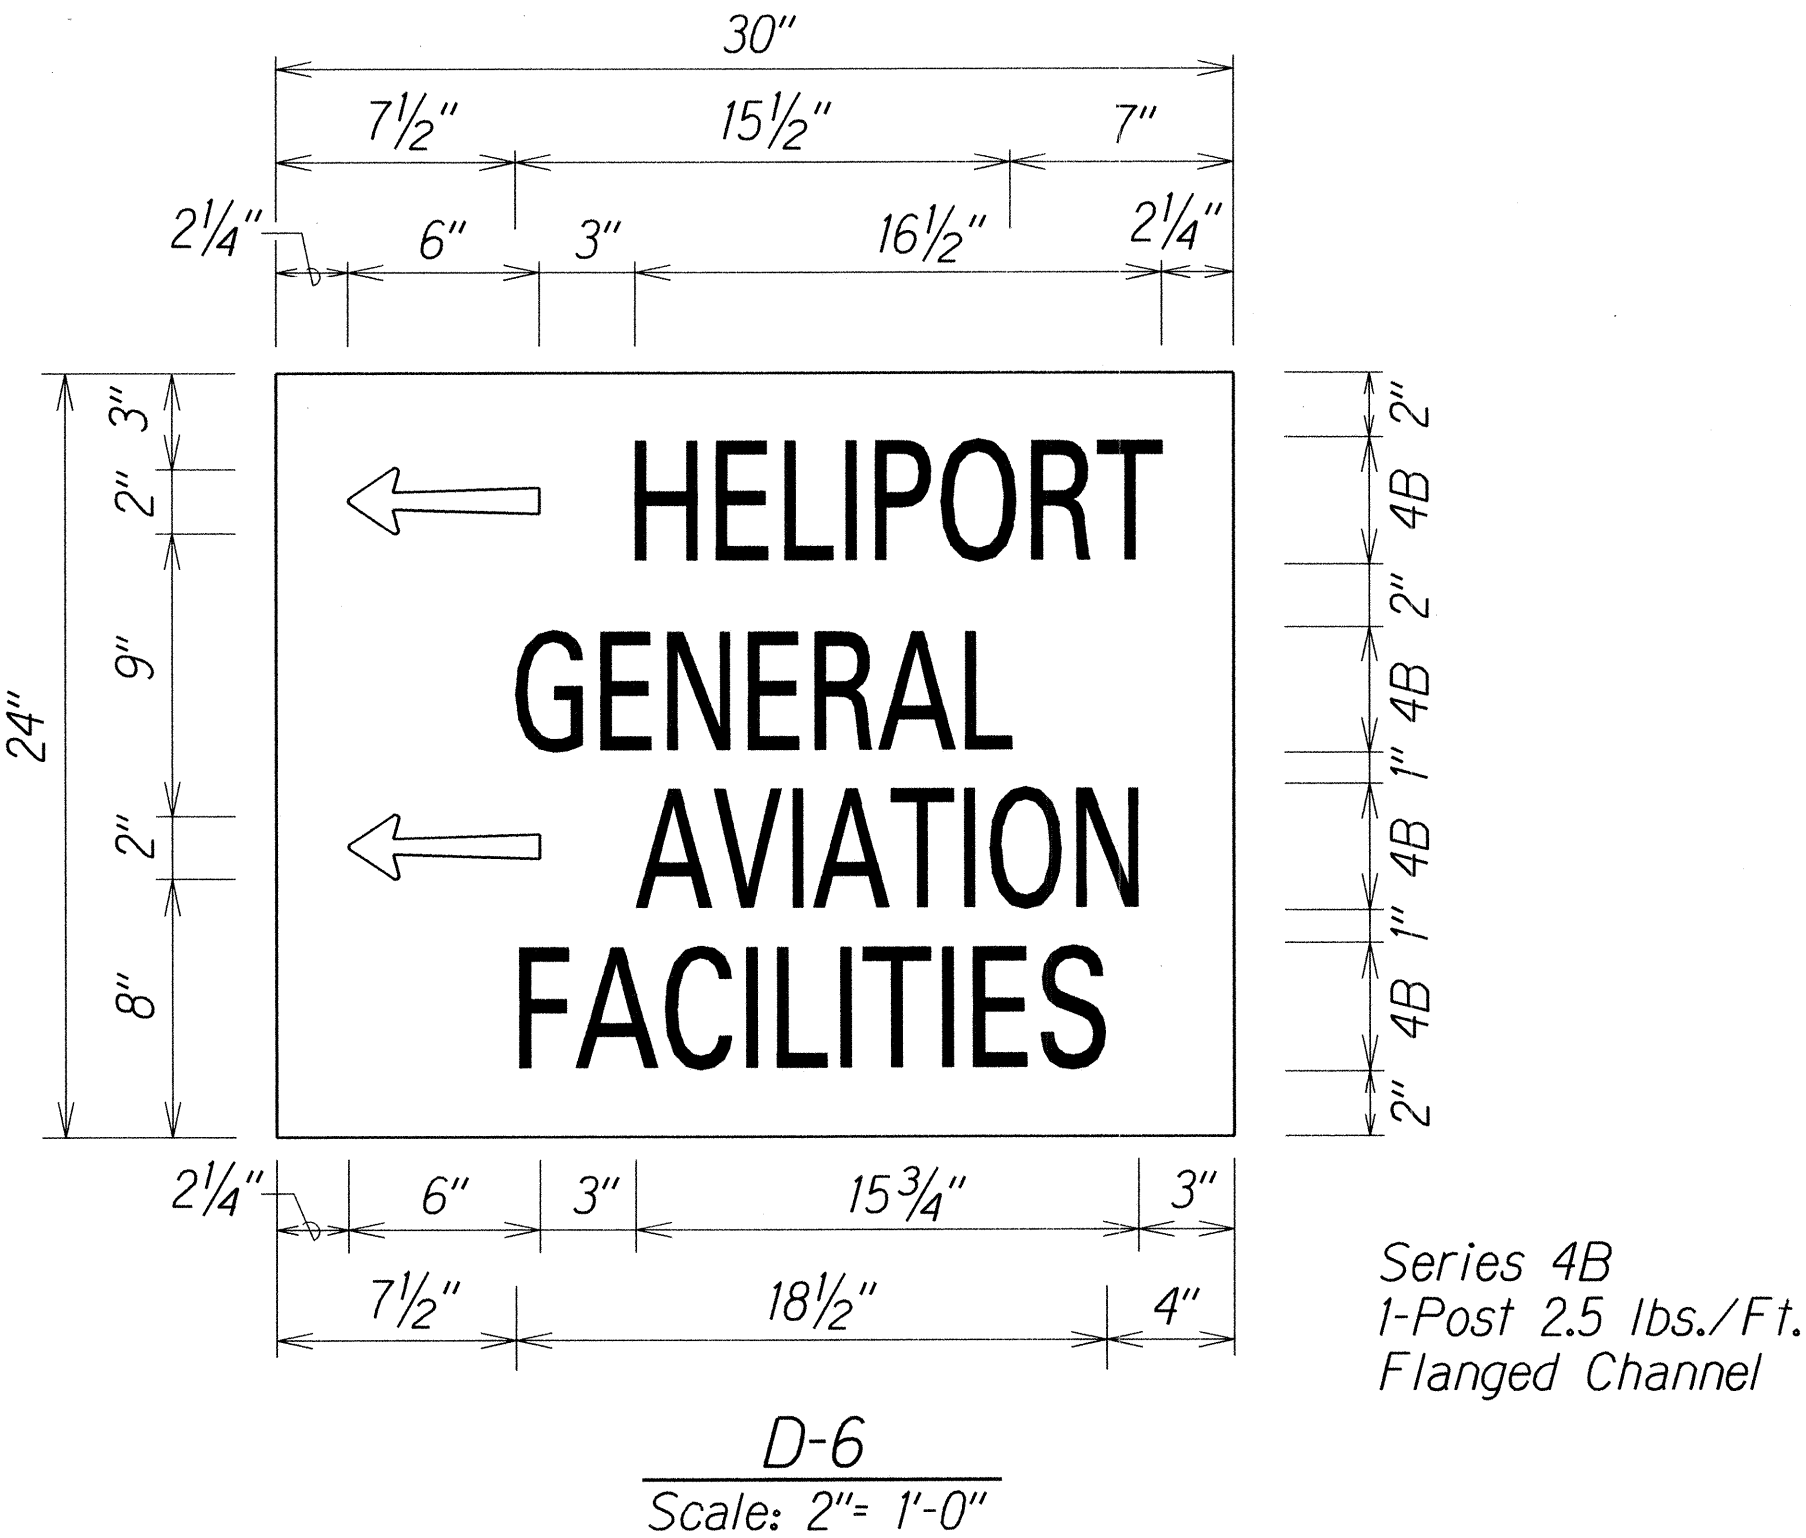 30"
7½" 15½" 7"
2¼" 6" 3" 16½" 2¼"
24"
3"
2"
9"
2"
8"
HELIPORT
GENERAL
AVIATION
FACILITIES
2"
4B
2"
4B
1"
4B
1"
4B
2"
2¼" 6" 3" 15¾" 3"
7½" 18½" 4"
Series 4B
1-Post 2.5 lbs./Ft.
Flanged Channel
D-6
Scale: 2"= 1'-0"